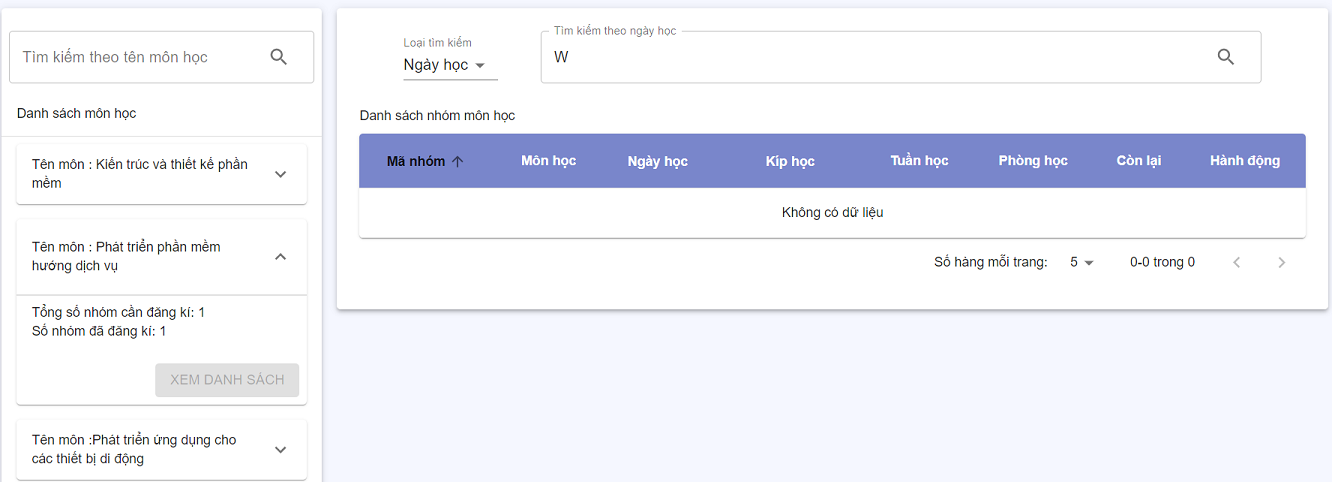 Tìm kiếm theo tên môn học
Danh sách môn học
Tên môn : Kiến trúc và thiết kế phần
mềm
Tên môn : Phát triển phần mềm
hướng dịch vụ
Tổng số nhóm cần đăng kí: 1
Số nhóm đã đăng kí: 1
XEM DANH SÁCH
Tên môn :Phát triển ứng dụng cho
các thiết bị di động
Loại tìm kiếm
Ngày học
Tìm kiếm theo ngày học
W
Danh sách nhóm môn học
Mã nhóm Môn học Ngày học Kíp học Tuần học Phòng học Còn lại Hành động
Không có dữ liệu
Số hàng mỗi trang: 5 0-0 trong 0